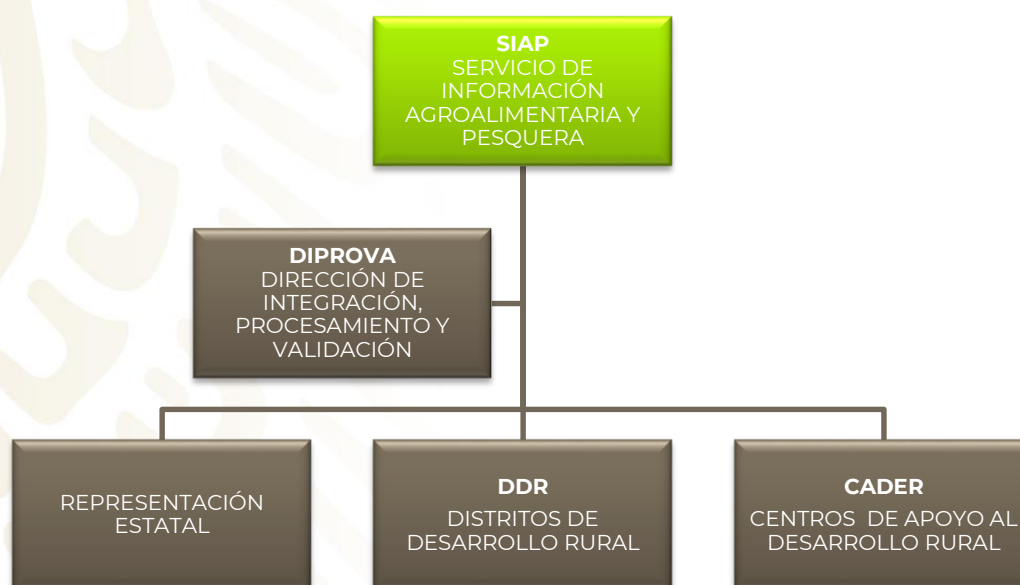 SIAP
SERVICIO DE
INFORMACIÓN
AGROALIMENTARIA Y
PESQUERA
DIPROVA
DIRECCIÓN DE
INTEGRACIÓN,
PROCESAMIENTO Y
VALIDACIÓN
REPRESENTACIÓN
ESTATAL
DDR
DISTRITOS DE
DESARROLLO RURAL
CADER
CENTROS DE APOYO AL
DESARROLLO RURAL